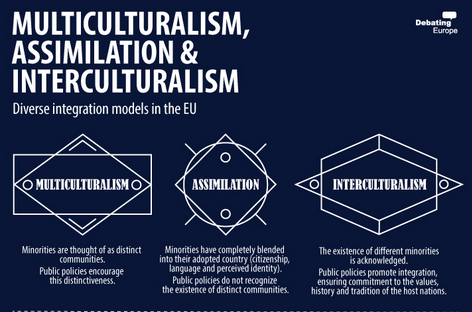 MULTICULTURALISM,
ASSIMILATION &
INTERCULTURALISM
Diverse integration models in the EU
Debating
Europe
MULTICULTURALISM
Minorities are thought of as distinct
communities.
Public policies encourage
this distinctiveness.
ASSIMILATION
Minorities have completely blended
into their adopted country (citizenship,
language and perceived identity).
Public policies do not recognize
the existence of distinct communities.
INTERCULTURALISM
The existence of different minorities
is acknowledged.
Public policies promote integration,
ensuring commitment to the values,
history and tradition of the host nations.